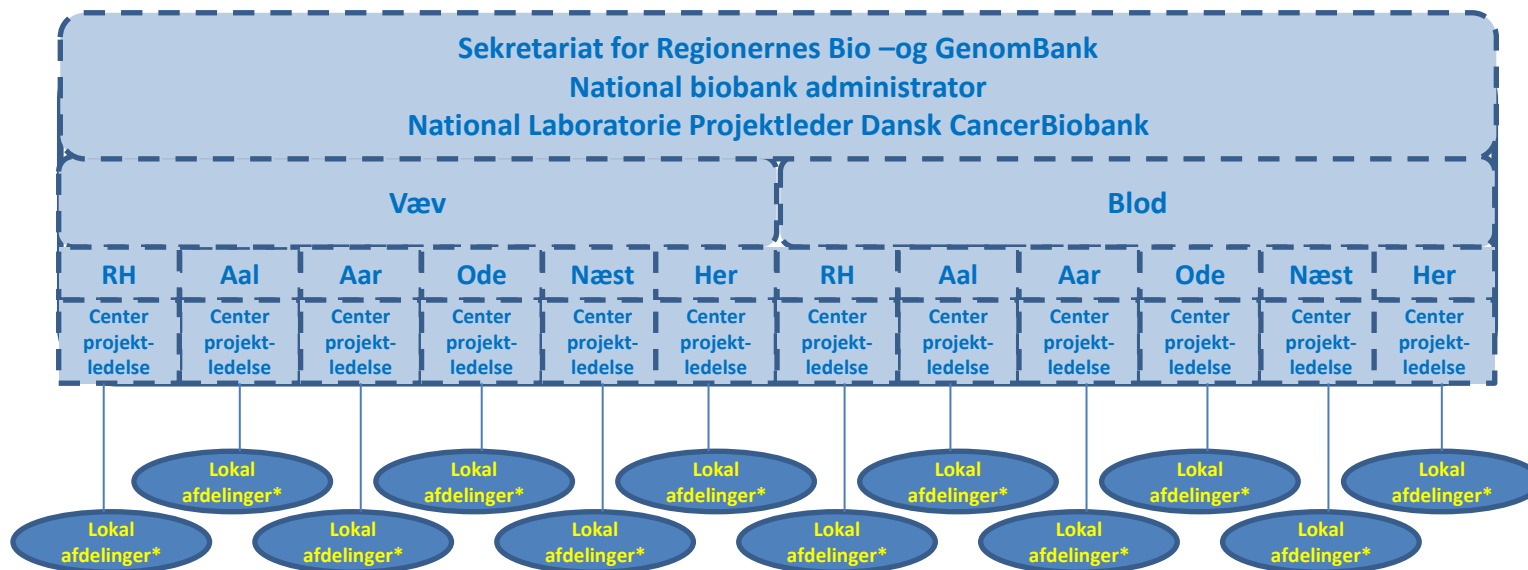 Sekretariat for Regionernes Bio –og GenomBank
National biobank administrator
National Laboratorie Projektleder Dansk CancerBiobank
Væv
Blod
RH
Aal
Aar
Ode
Næst
Her
RH
Aal
Aar
Ode
Næst
Her
Center
projekt-
ledelse
Center
projekt-
ledelse
Center
projekt-
ledelse
Center
projekt-
ledelse
Center
projekt-
ledelse
Center
projekt-
ledelse
Center
projekt-
ledelse
Center
projekt-
ledelse
Center
projekt-
ledelse
Center
projekt-
ledelse
Center
projekt-
ledelse
Center
projekt-
ledelse
Lokal
afdelinger*
Lokal
afdelinger*
Lokal
afdelinger*
Lokal
afdelinger*
Lokal
afdelinger*
Lokal
afdelinger*
Lokal
afdelinger*
Lokal
afdelinger*
Lokal
afdelinger*
Lokal
afdelinger*
Lokal
afdelinger*
Lokal
afdelinger*